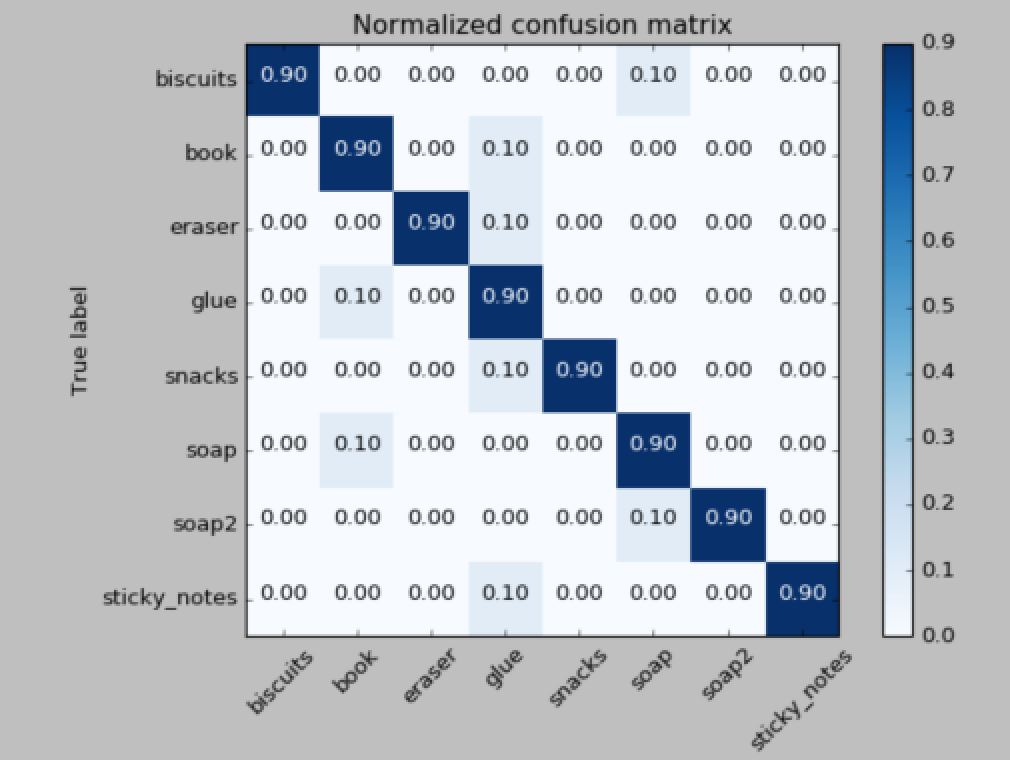 Normalized confusion matrix
biscuits 0.90 0.00 0.00 0.00 0.00 0.10 0.00 0.00
book 0.00 0.90 0.00 0.10 0.00 0.00 0.00 0.00
eraser 0.00 0.00 0.90 0.10 0.00 0.00 0.00 0.00
glue 0.00 0.10 0.00 0.90 0.00 0.00 0.00 0.00
snacks 0.00 0.00 0.00 0.10 0.90 0.00 0.00 0.00
soap 0.00 0.10 0.00 0.00 0.00 0.90 0.00 0.00
soap2 0.00 0.00 0.00 0.00 0.00 0.10 0.90 0.00
sticky_notes 0.00 0.00 0.00 0.10 0.00 0.00 0.00 0.90
True label
biscuits book eraser glue snacks soap soap2 sticky_notes
0.9
0.8
0.7
0.6
0.5
0.4
0.3
0.2
0.1
0.0